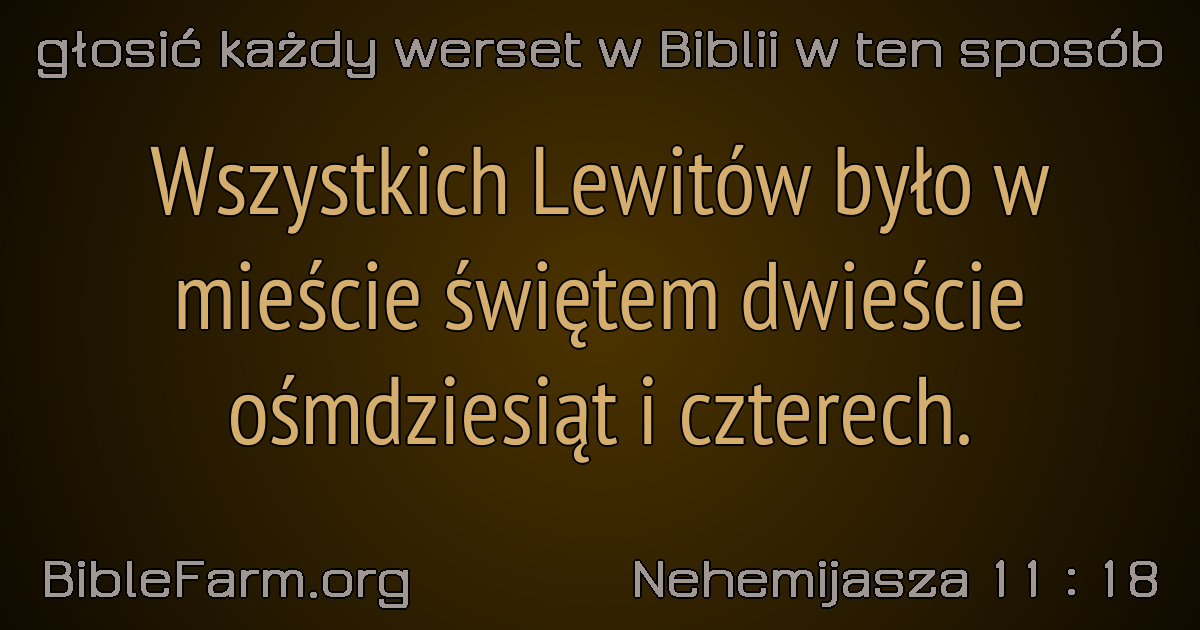 głosić każdy werset w Biblii w ten sposób
Wszystkich Lewitów było w
mieście świętem dwieście
ośmdziesiąt i czterech.
BibleFarm.org
Nehemijasza 11 : 18